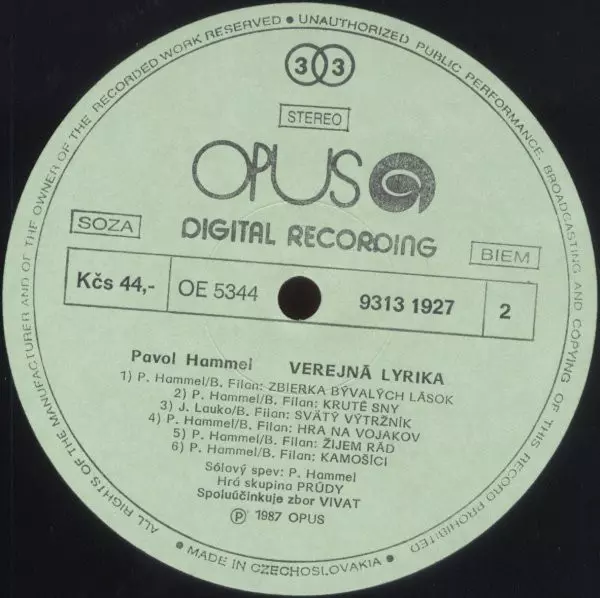 ALL RIGHTS OF THE MANUFACTURER AND OF THE OWNER OF THE RECORDED WORK RESERVED • UNAUTHORIZED PUBLIC PERFORMANCE, BROADCASTING AND COPYING OF THIS RECORD PROHIBITED
33
STEREO
OPUS
SOZA
DIGITAL RECORDING
BIEM
Kčs 44,- OE 5344 9313 1927 2
Pavol Hammel VEREJNÁ LYRIKA
1) P. Hammel/B. Filan: ZBIERKA BÝVALÝCH LÁSOK
2) P. Hammel/B. Filan: KRUTÉ SNY
3) J. Lauko/B. Filan: SVÄTÝ VÝTRŽNÍK
4) P. Hammel/B. Filan: HRA NA VOJAKOV
5) P. Hammel/B. Filan: ŽIJEM RÁD
6) P. Hammel/B. Filan: KAMOŠÍCI
Sólový spev: P. Hammel
Hrá skupina PRÚDY
Spoluúčinkuje zbor VIVAT
℗ 1987 OPUS
• MADE IN CZECHOSLOVAKIA •